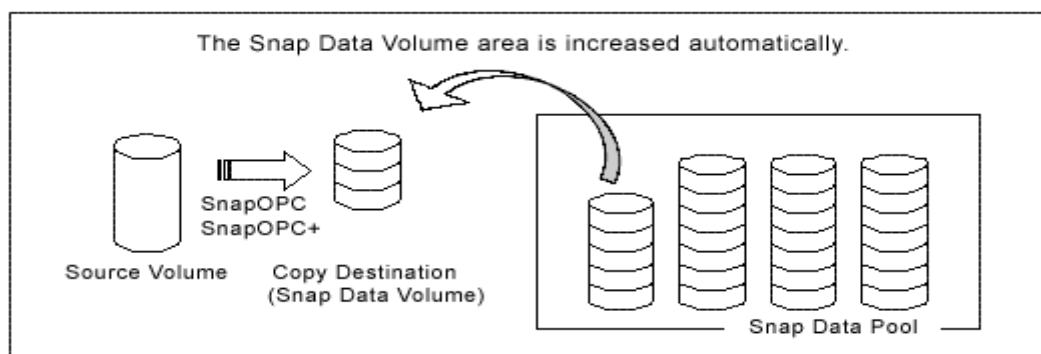 The Snap Data Volume area is increased automatically.
SnapOPC
SnapOPC+
Source Volume
Copy Destination
(Snap Data Volume)
Snap Data Pool